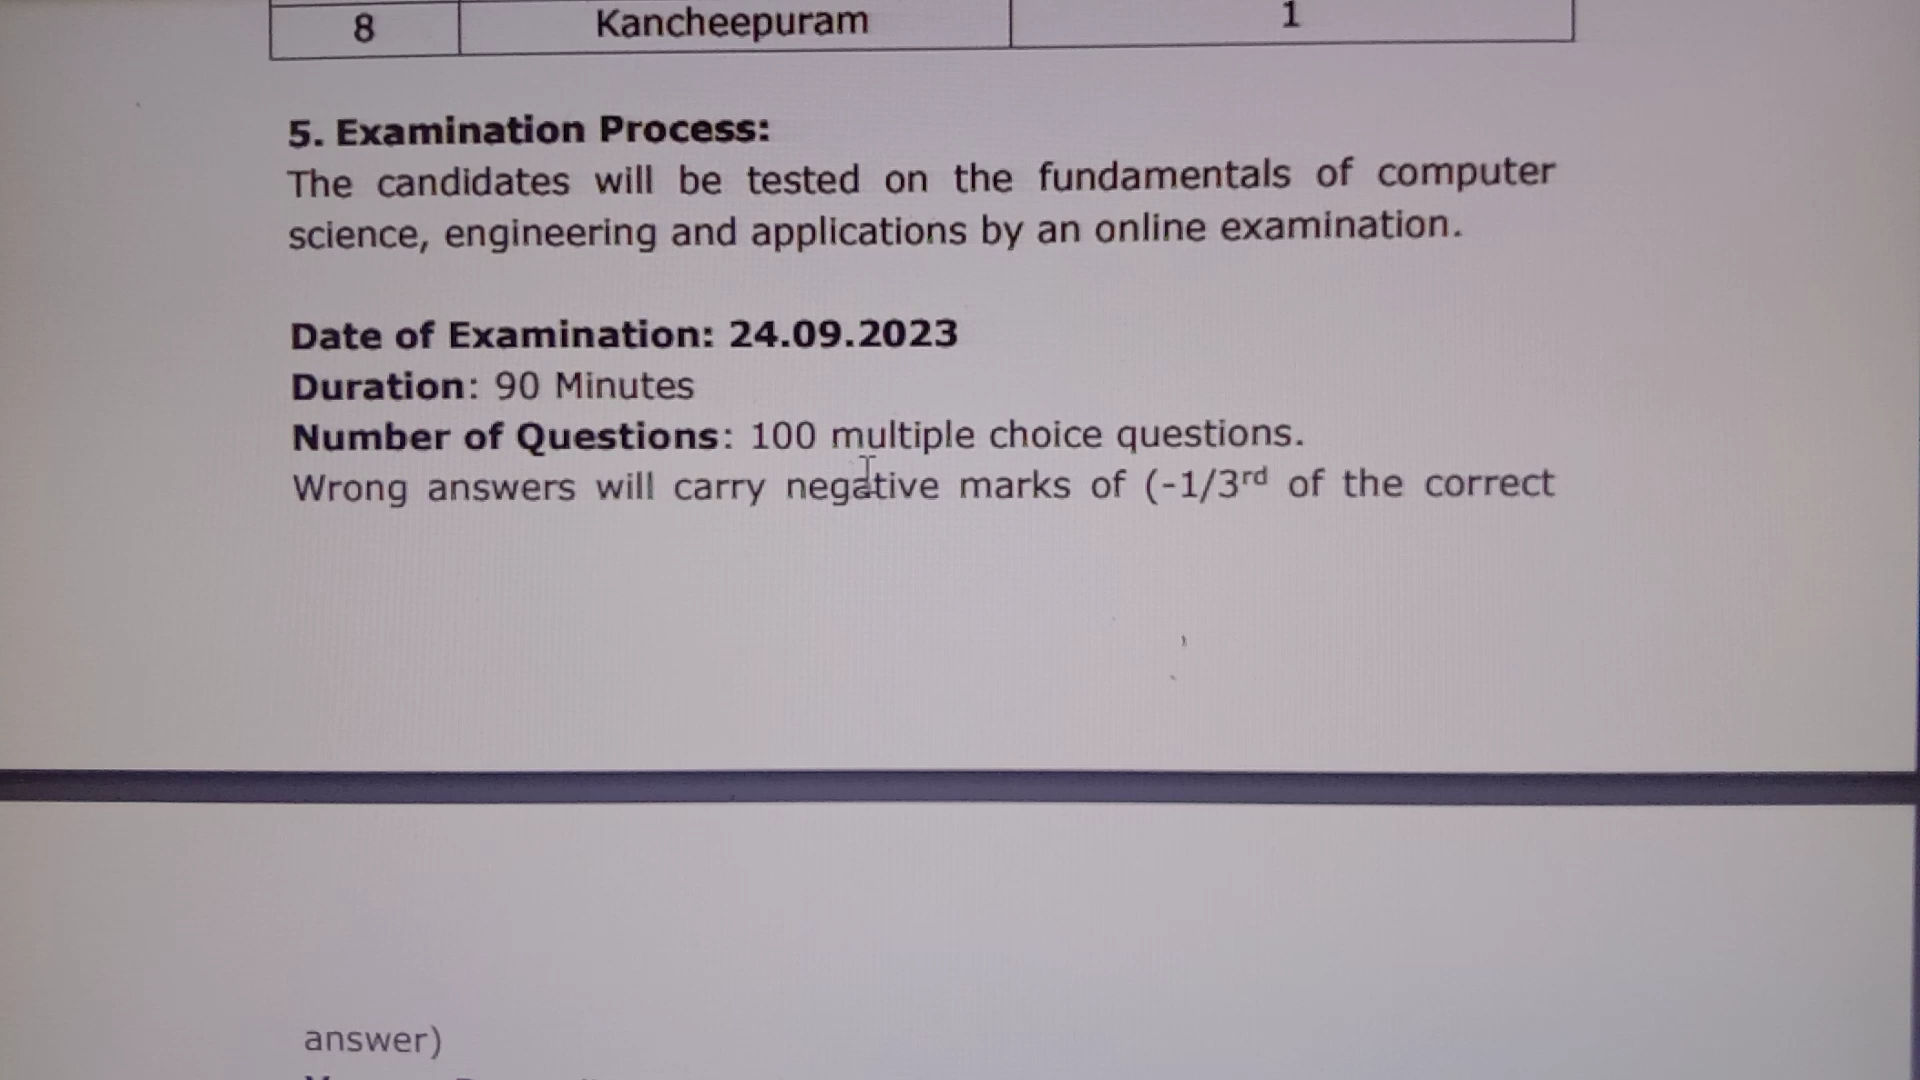 8 Kancheepuram 1
5. Examination Process:
The candidates will be tested on the fundamentals of computer
science, engineering and applications by an online examination.
Date of Examination: 24.09.2023
Duration: 90 Minutes
Number of Questions: 100 multiple choice questions.
Wrong answers will carry negative marks of (-1/3rd of the correct
answer)